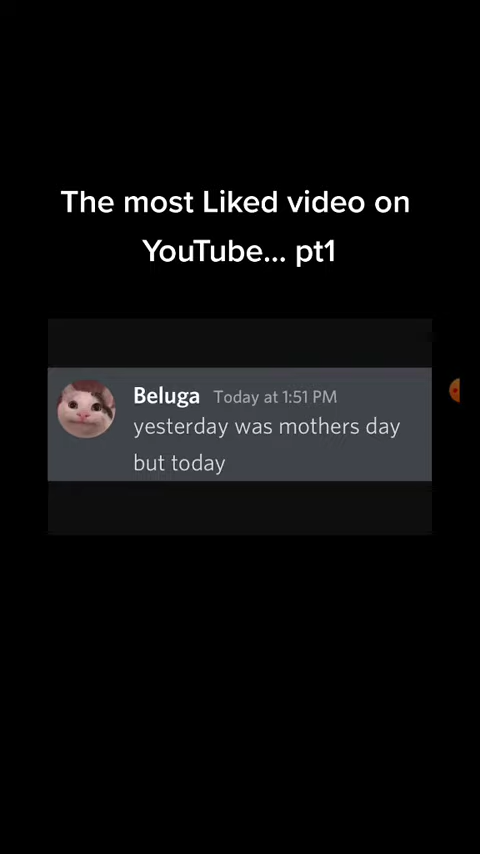 The most Liked video on
YouTube... pt1
Beluga Today at 1:51 PM
yesterday was mothers day
but today